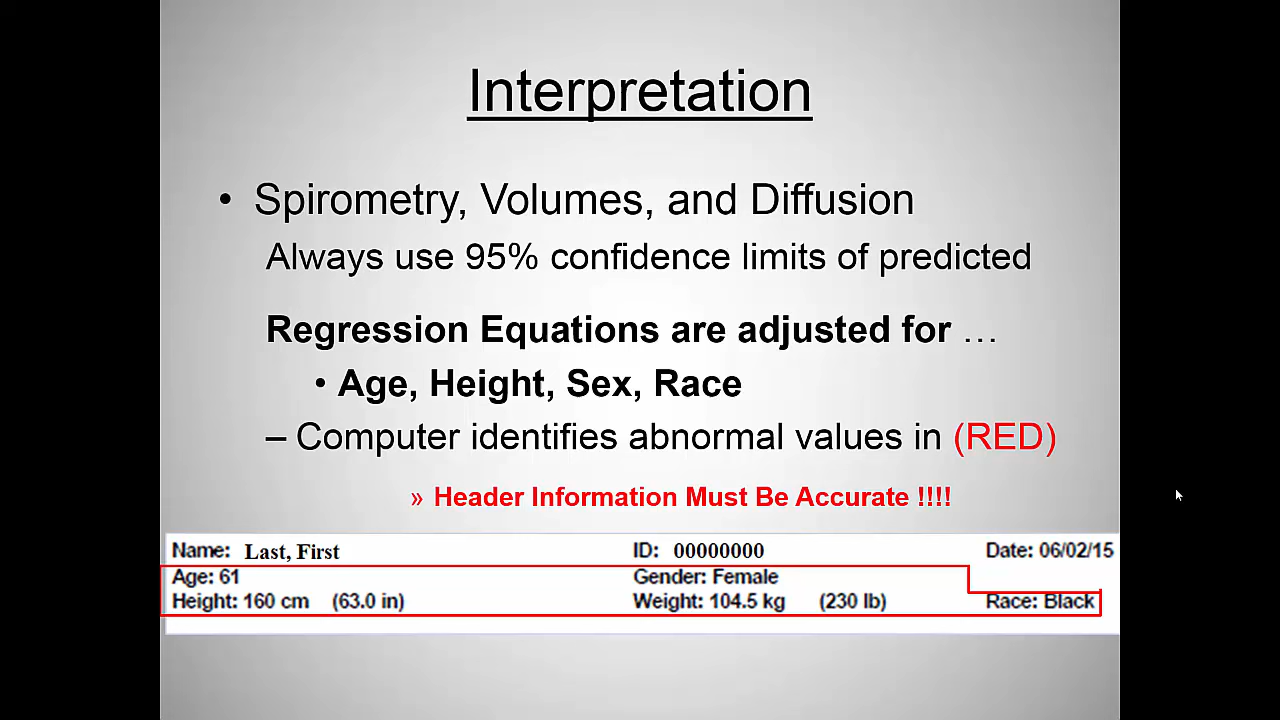 Interpretation
• Spirometry, Volumes, and Diffusion
Always use 95% confidence limits of predicted
Regression Equations are adjusted for …
• Age, Height, Sex, Race
– Computer identifies abnormal values in (RED)
» Header Information Must Be Accurate !!!!
Name: Last, First ID: 00000000 Date: 06/02/15
Age: 61 Gender: Female
Height: 160 cm (63.0 in) Weight: 104.5 kg (230 lb) Race: Black